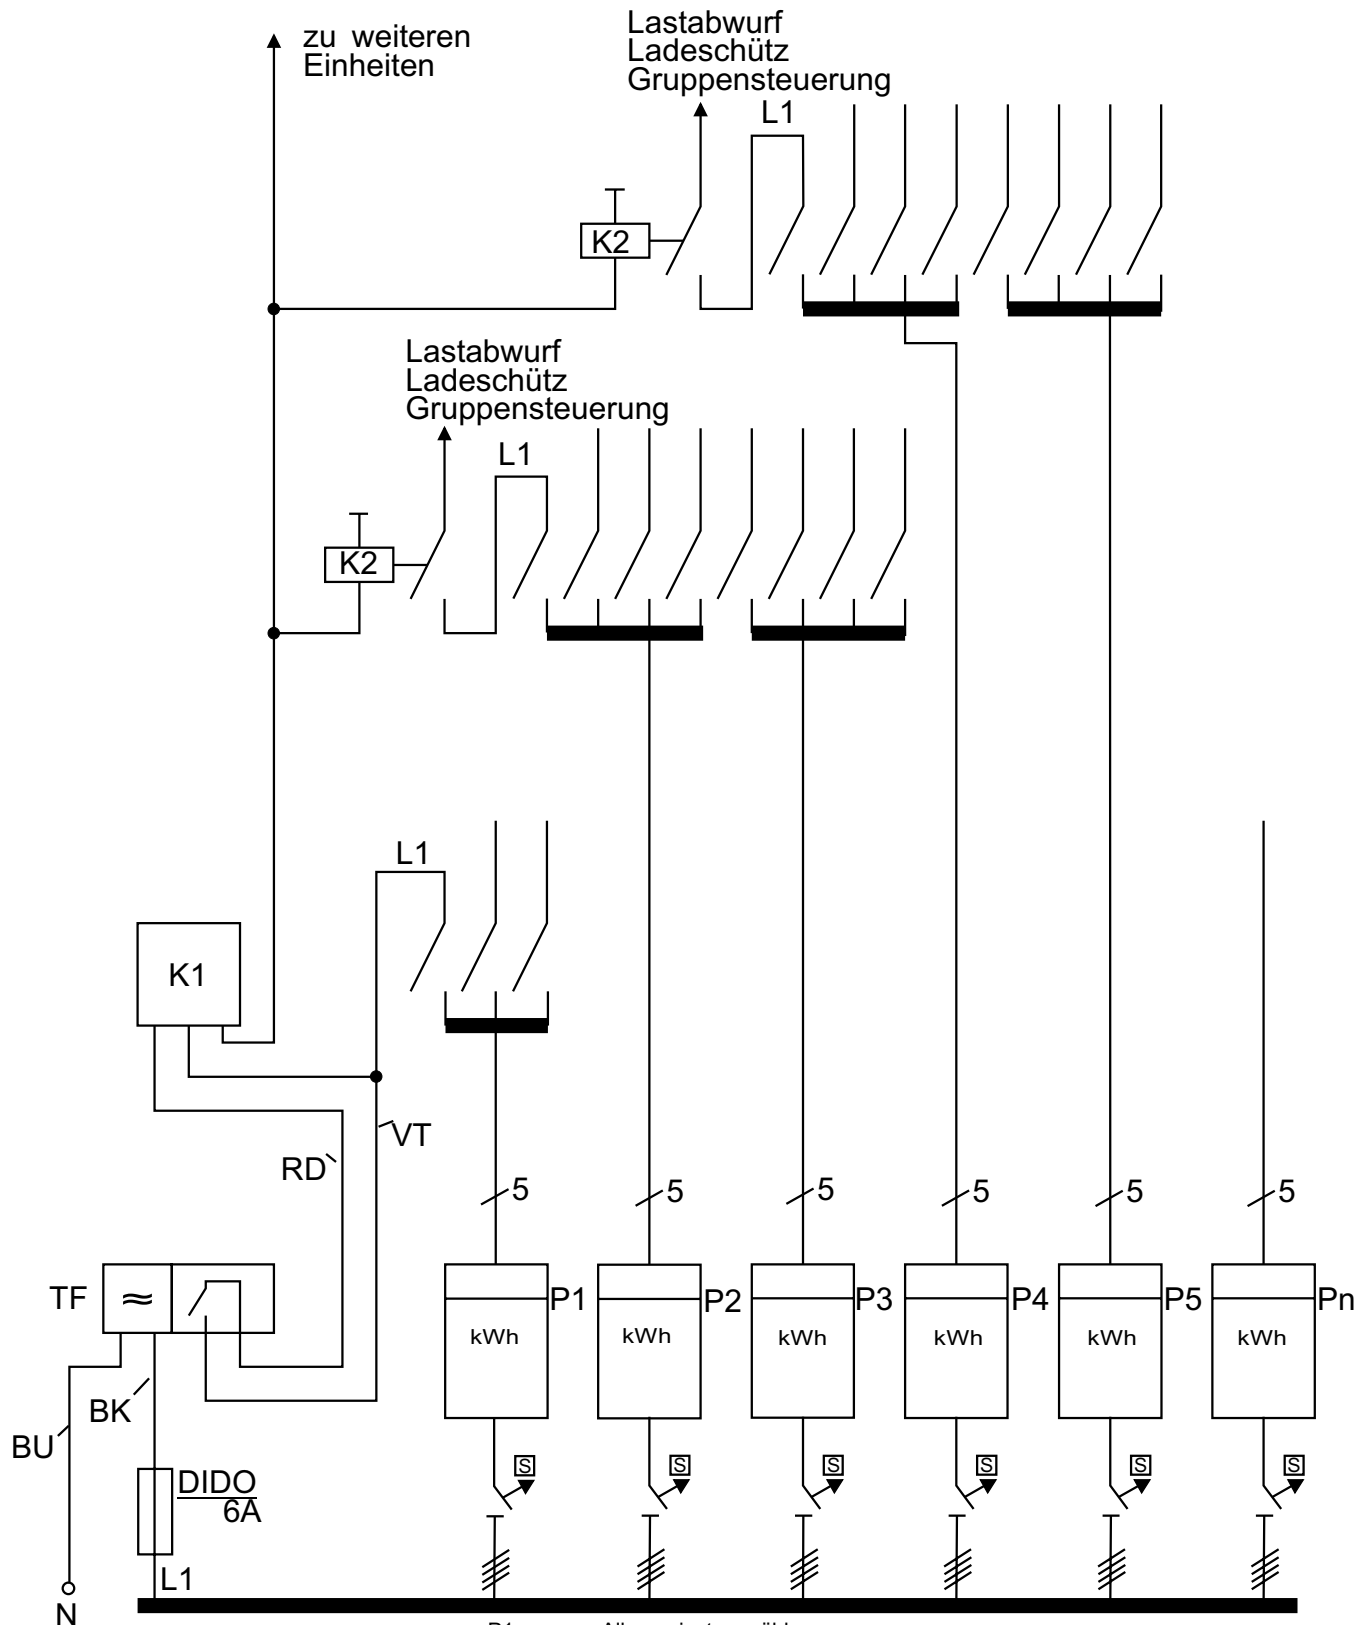 zu weiteren
Einheiten
Lastabwurf
Ladeschütz
Gruppensteuerung
L1
K2
Lastabwurf
Ladeschütz
Gruppensteuerung
L1
K2
L1
K1
VT
RD
5
5
5
5
5
5
TF
≈
P1
P2
P3
P4
P5
Pn
kWh
kWh
kWh
kWh
kWh
kWh
BK
BU
S
S
S
S
S
S
DIDO
6A
L1
N